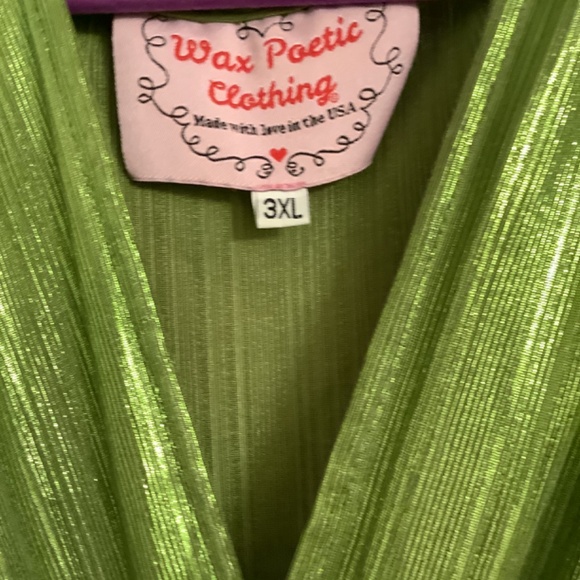 Wax Poetic
Clothing®
Made with love in the USA
3XL